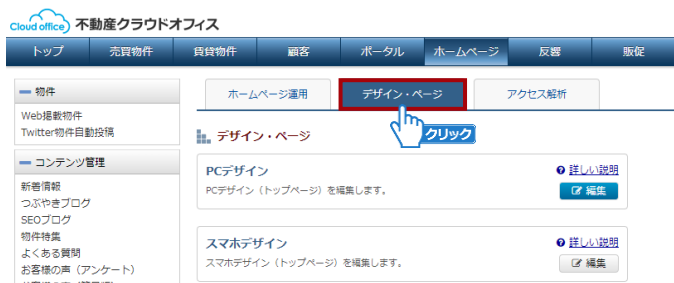 Cloud office 不動産クラウドオフィス
トップ 売買物件 賃貸物件 顧客 ポータル ホームページ 反響 販促
物件
Web掲載物件
Twitter物件自動投稿
コンテンツ管理
新着情報
つぶやきブログ
SEOブログ
物件特集
よくある質問
お客様の声（アンケート）
ホームページ運用 デザイン・ページ アクセス解析
クリック
デザイン・ページ
PCデザイン
詳しい説明
PCデザイン（トップページ）を編集します。
編集
スマホデザイン
詳しい説明
スマホデザイン（トップページ）を編集します。
編集